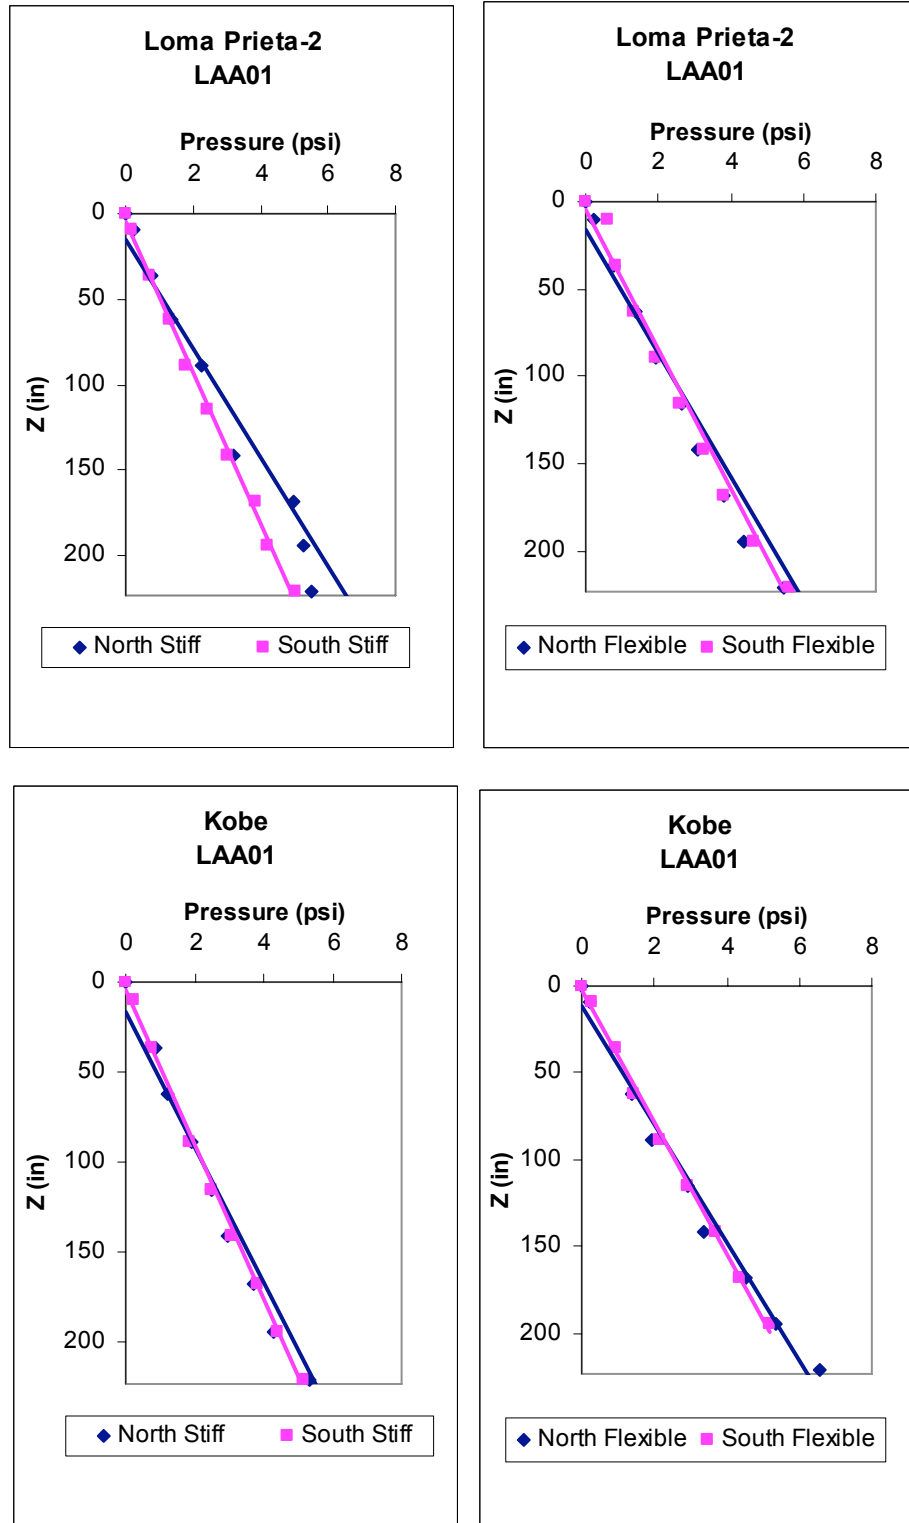 Loma Prieta-2
LAA01
Pressure (psi)
0 2 4 6 8
0
50
100
150
200
Z (in)
North Stiff South Stiff
Loma Prieta-2
LAA01
Pressure (psi)
0 2 4 6 8
0
50
100
150
200
Z (in)
North Flexible South Flexible
Kobe
LAA01
Pressure (psi)
0 2 4 6 8
0
50
100
150
200
Z (in)
North Stiff South Stiff
Kobe
LAA01
Pressure (psi)
0 2 4 6 8
0
50
100
150
200
Z (in)
North Flexible South Flexible